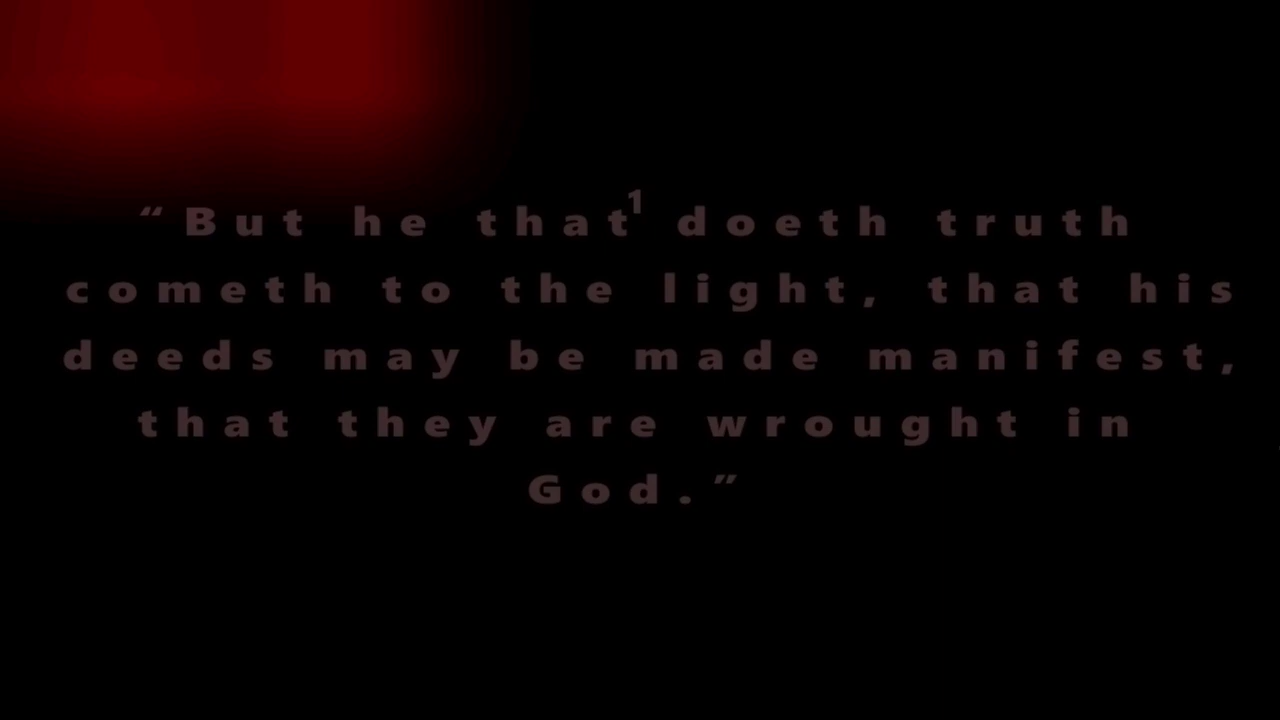 “But he that¹ doeth truth
cometh to the light, that his
deeds may be made manifest,
that they are wrought in
God.”